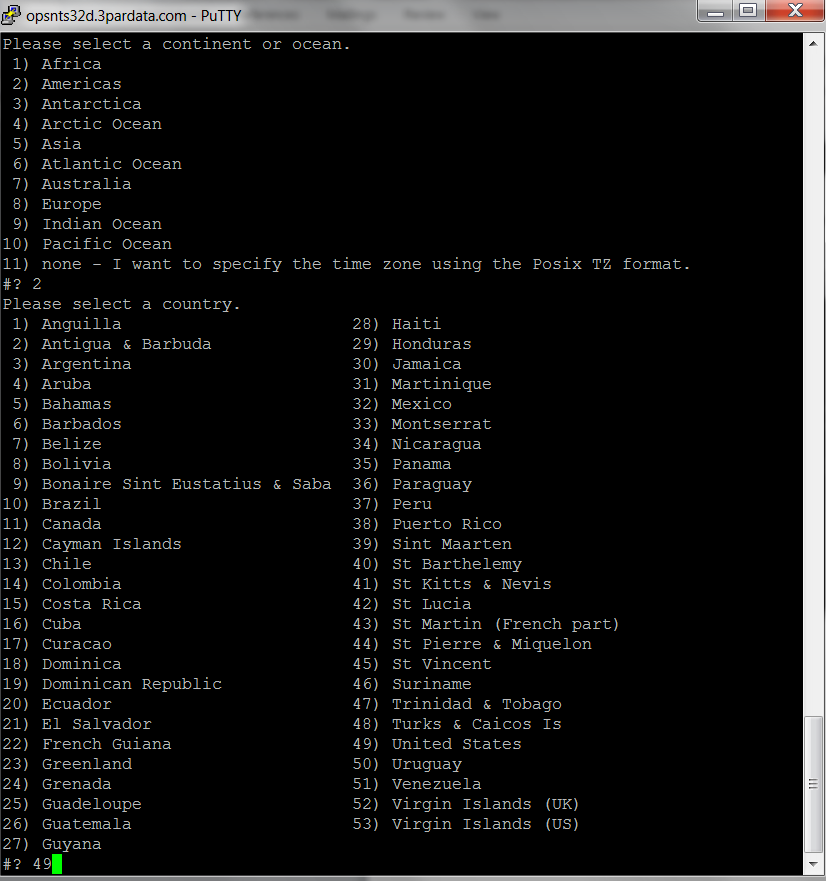 opsnts32d.3pardata.com - PuTTY
Please select a continent or ocean.
1) Africa
2) Americas
3) Antarctica
4) Arctic Ocean
5) Asia
6) Atlantic Ocean
7) Australia
8) Europe
9) Indian Ocean
10) Pacific Ocean
11) none - I want to specify the time zone using the Posix TZ format.
#? 2
Please select a country.
1) Anguilla 28) Haiti
2) Antigua & Barbuda 29) Honduras
3) Argentina 30) Jamaica
4) Aruba 31) Martinique
5) Bahamas 32) Mexico
6) Barbados 33) Montserrat
7) Belize 34) Nicaragua
8) Bolivia 35) Panama
9) Bonaire Sint Eustatius & Saba 36) Paraguay
10) Brazil 37) Peru
11) Canada 38) Puerto Rico
12) Cayman Islands 39) Sint Maarten
13) Chile 40) St Barthelemy
14) Colombia 41) St Kitts & Nevis
15) Costa Rica 42) St Lucia
16) Cuba 43) St Martin (French part)
17) Curacao 44) St Pierre & Miquelon
18) Dominica 45) St Vincent
19) Dominican Republic 46) Suriname
20) Ecuador 47) Trinidad & Tobago
21) El Salvador 48) Turks & Caicos Is
22) French Guiana 49) United States
23) Greenland 50) Uruguay
24) Grenada 51) Venezuela
25) Guadeloupe 52) Virgin Islands (UK)
26) Guatemala 53) Virgin Islands (US)
27) Guyana
#? 49